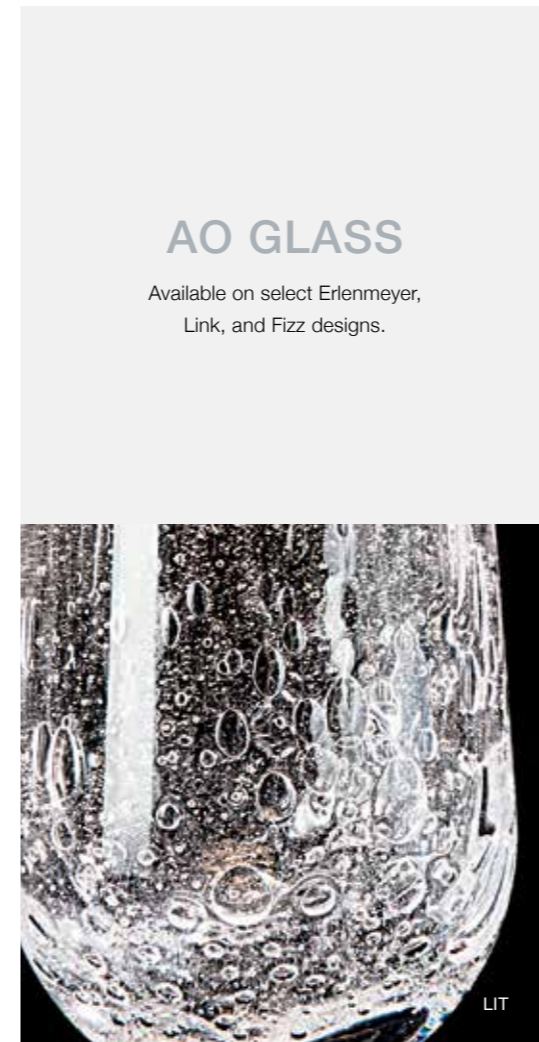 AO GLASS
Available on select Erlenmeyer,
Link, and Fizz designs.
LIT